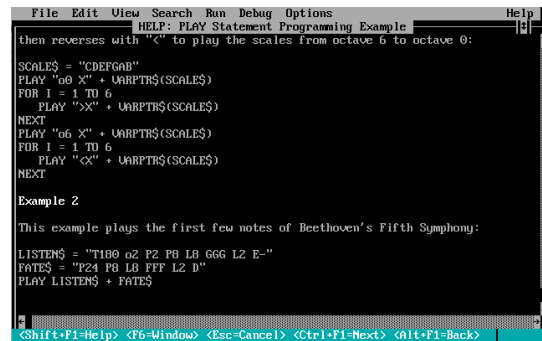 File Edit View Search Run Debug Options Help
HELP: PLAY Statement Programming Example
then reverses with "<" to play the scales from octave 6 to octave 0:
SCALE$ = "CDEFGAB"
PLAY "o0 X" + VARPTR$(SCALE$)
FOR I = 1 TO 6
PLAY ">X" + VARPTR$(SCALE$)
NEXT
PLAY "o6 X" + VARPTR$(SCALE$)
FOR I = 1 TO 6
PLAY "<X" + VARPTR$(SCALE$)
NEXT
Example 2
This example plays the first few notes of Beethoven's Fifth Symphony:
LISTEN$ = "T180 o2 P2 P8 L8 GGG L2 E-"
FATE$ = "P24 P8 L8 FFF L2 D"
PLAY LISTEN$ + FATE$
<Shift+F1=Help> <F6=Window> <Esc=Cancel> <Ctrl+F1=Next> <Alt+F1=Back>